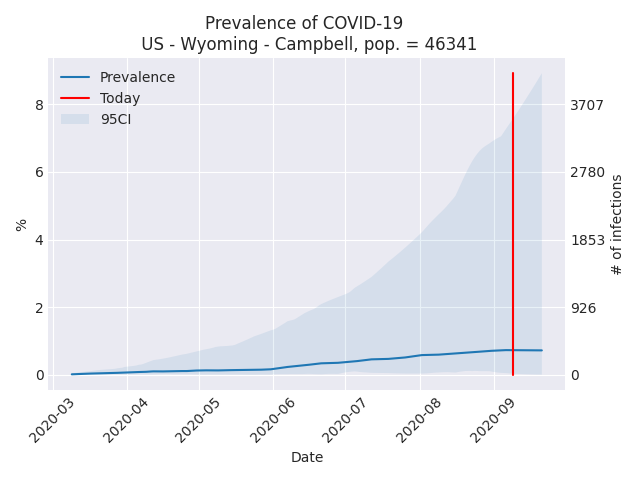 Prevalence of COVID-19
US - Wyoming - Campbell, pop. = 46341
Prevalence
Today
95CI
8
6
4
2
0
%
3707
2780
1853
926
0
# of infections
2020-03
2020-04
2020-05
2020-06
2020-07
2020-08
2020-09
Date